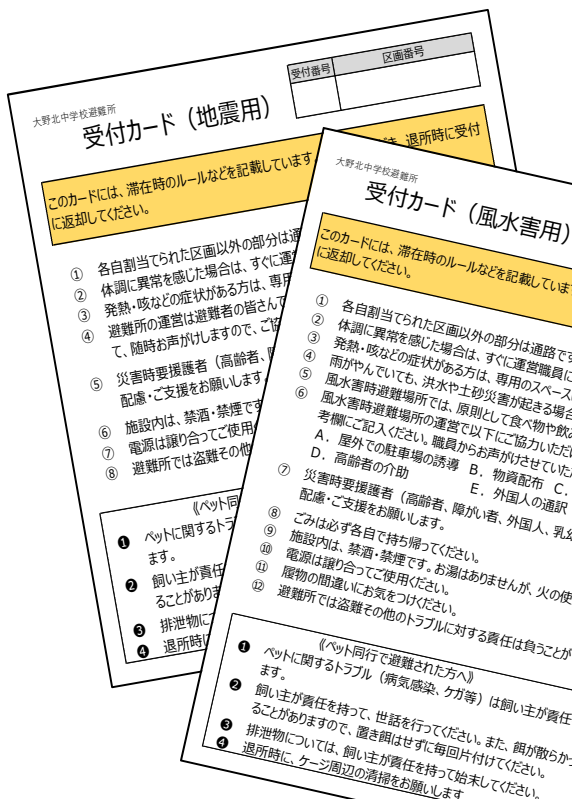 大野北中学校避難所
受付カード（地震用）
受付番号 区画番号
このカードには、滞在時のルールなどを記載しています。
退所時に受付
に返却してください。
① 各自割当てられた区画以外の部分は通
② 体調に異常を感じた場合は、すぐに運営
③ 発熱・咳などの症状がある方は、専用
④ 避難所の運営は避難者の皆さんで
て、随時お声がけしますので、ご協
⑤ 災害時要援護者（高齢者、
配慮・ご支援をお願いします。
⑥ 施設内は、禁酒・禁煙です
⑦ 電源は譲り合ってご使用
⑧ 避難所では盗難その他
《ペット同
❶ ペットに関するトラ
ます。
❷ 飼い主が責任
ることがありま
❸ 排泄物に
❹ 退所時に
大野北中学校避難所
受付カード（風水害用）
このカードには、滞在時のルールなどを記載していま
に返却してください。
① 各自割当てられた区画以外の部分は通路です
② 体調に異常を感じた場合は、すぐに運営職員に
③ 発熱・咳などの症状がある方は、専用のスペース
④ 雨がやんでいても、洪水や土砂災害が起きる場合
⑤ 風水害時避難場所では、原則として食べ物や飲み
⑥ 風水害時避難場所の運営で以下にご協力いただ
考欄にご記入ください。職員からお声がけさせていた
A．屋外での駐車場の誘導 B．物資配布 C．
D．高齢者の介助 E．外国人の通訳
⑦ 災害時要援護者（高齢者、障がい者、外国人、乳幼
配慮・ご支援をお願いします。
⑧ ごみは必ず各自で持ち帰ってください。
⑨ 施設内は、禁酒・禁煙です。お湯はありませんが、火の使
⑩ 電源は譲り合ってご使用ください。
⑪ 履物の間違いにお気をつけください。
⑫ 避難所では盗難その他のトラブルに対する責任は負うことが
《ペット同行で避難された方へ》
❶ ペットに関するトラブル（病気感染、ケガ等）は飼い主が責任
ます。
❷ 飼い主が責任を持って、世話を行ってください。また、餌が散らか
ることがありますので、置き餌はせずに毎回片付けてください。
❸ 排泄物については、飼い主が責任を持って始末してください。
❹ 退所時に、ケージ周辺の清掃をお願いします